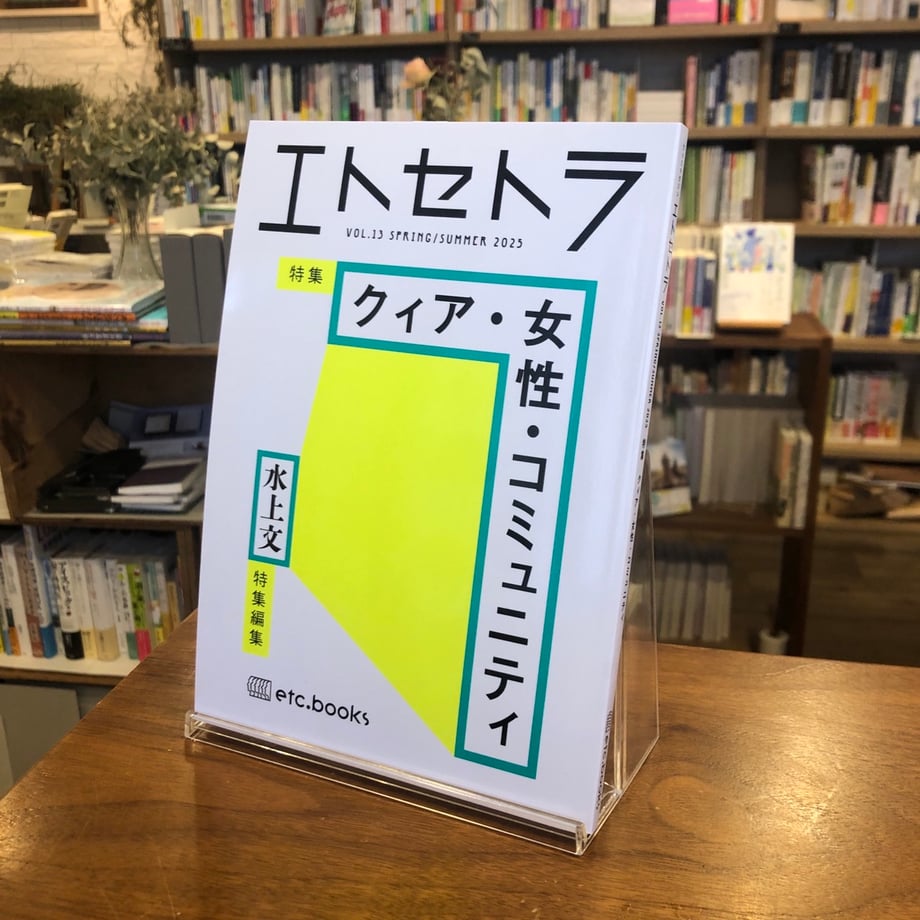 エトセトラ
VOL.13 SPRING/SUMMER 2025
特集
クィア・女性・コミュニティ
水上文
特集編集
etc.books